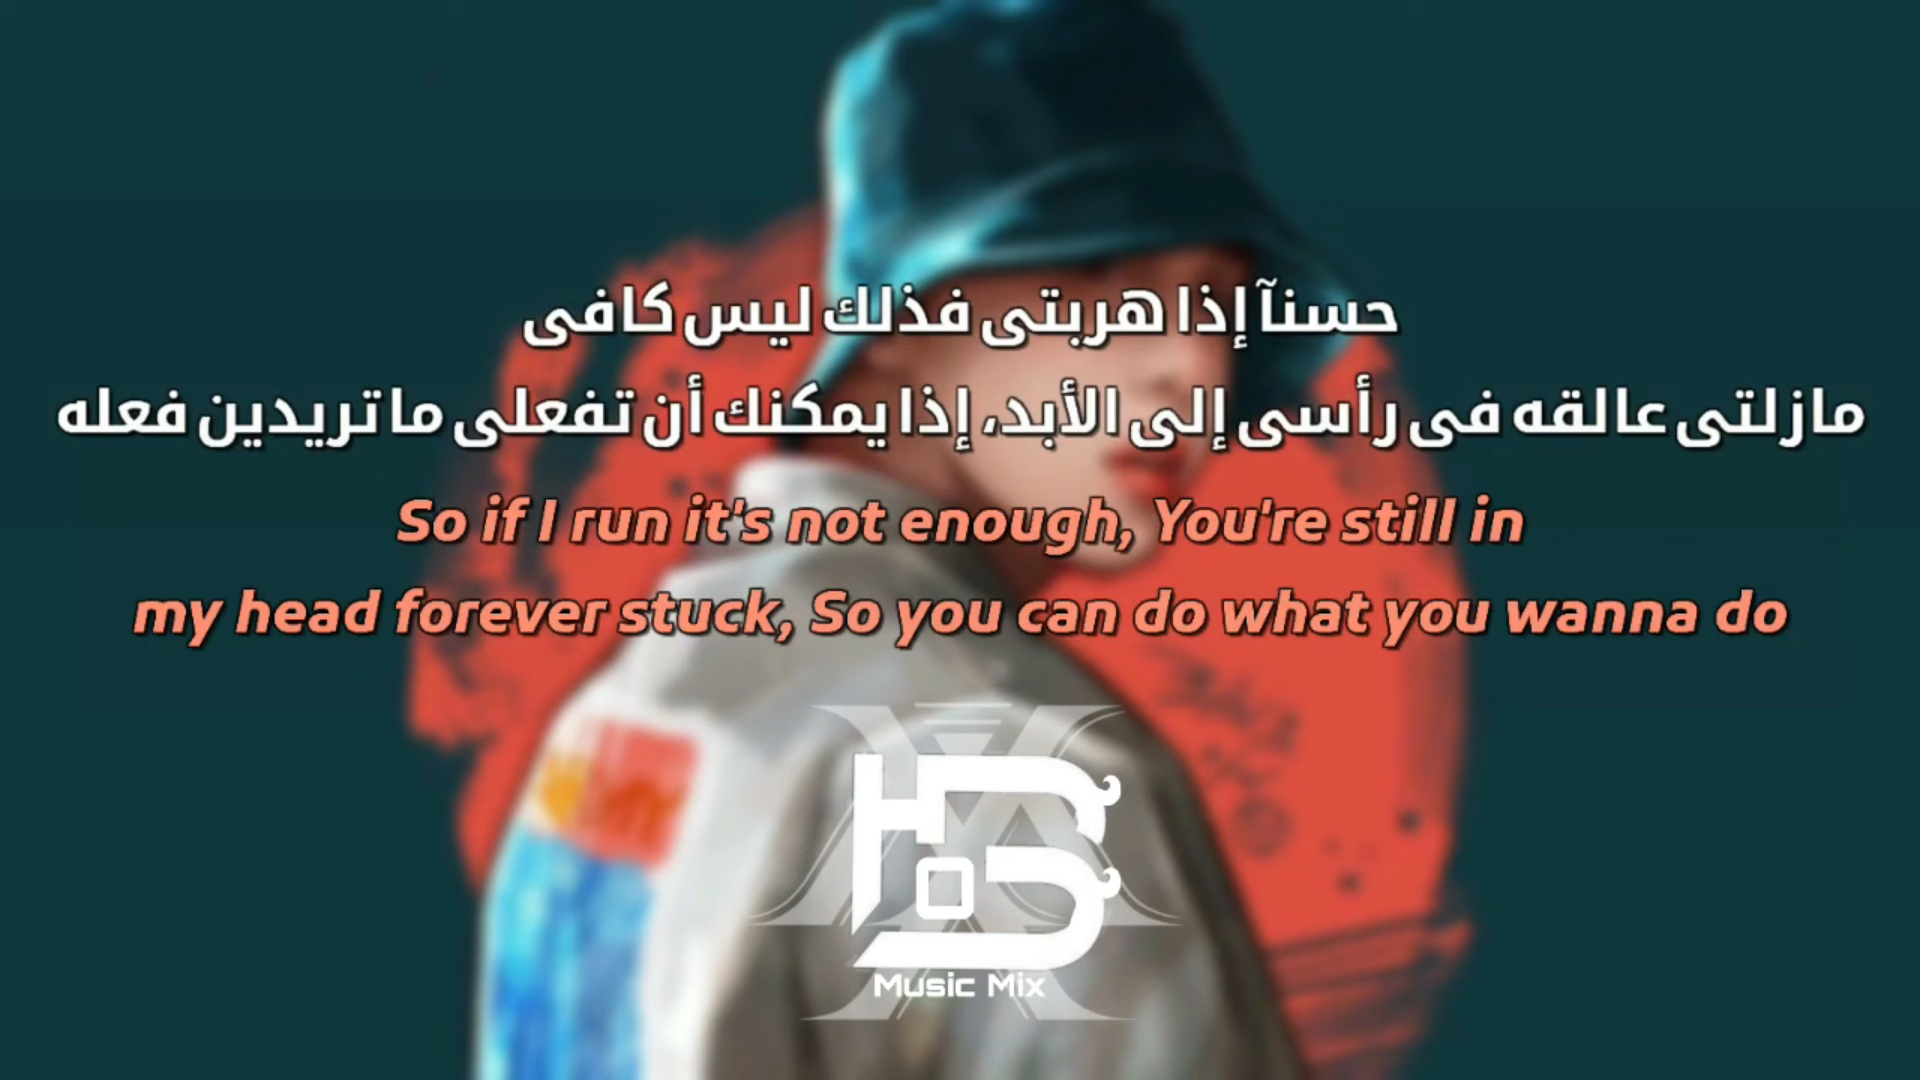 حسنآ إذا هربتى فذلك ليس كافى
مازلتى عالقه فى رأسى إلى الأبد، إذا يمكنك أن تفعلى ما تريدين فعله
So if I run it's not enough, You're still in
my head forever stuck, So you can do what you wanna do
Music Mix